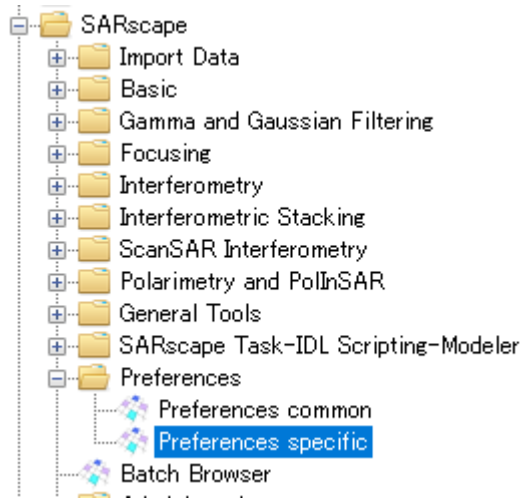 SARscape
Import Data
Basic
Gamma and Gaussian Filtering
Focusing
Interferometry
Interferometric Stacking
ScanSAR Interferometry
Polarimetry and PolInSAR
General Tools
SARscape Task-IDL Scripting-Modeler
Preferences
Preferences common
Preferences specific
Batch Browser